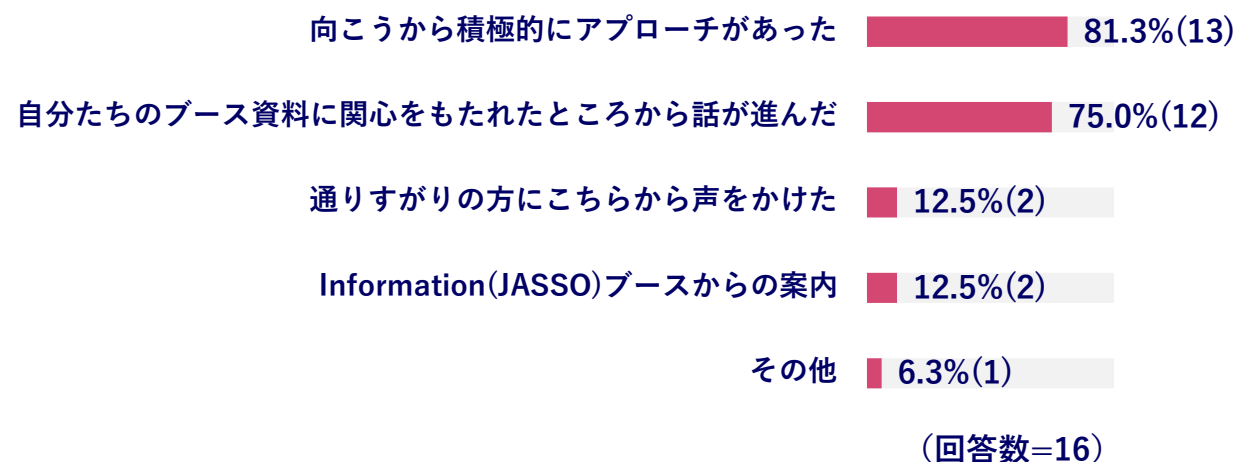 向こうから積極的にアプローチがあった 81.3%(13)
自分たちのブース資料に関心をもたれたところから話が進んだ 75.0%(12)
通りすがりの方にこちらから声をかけた 12.5%(2)
Information(JASSO)ブースからの案内 12.5%(2)
その他 6.3%(1)
(回答数=16)